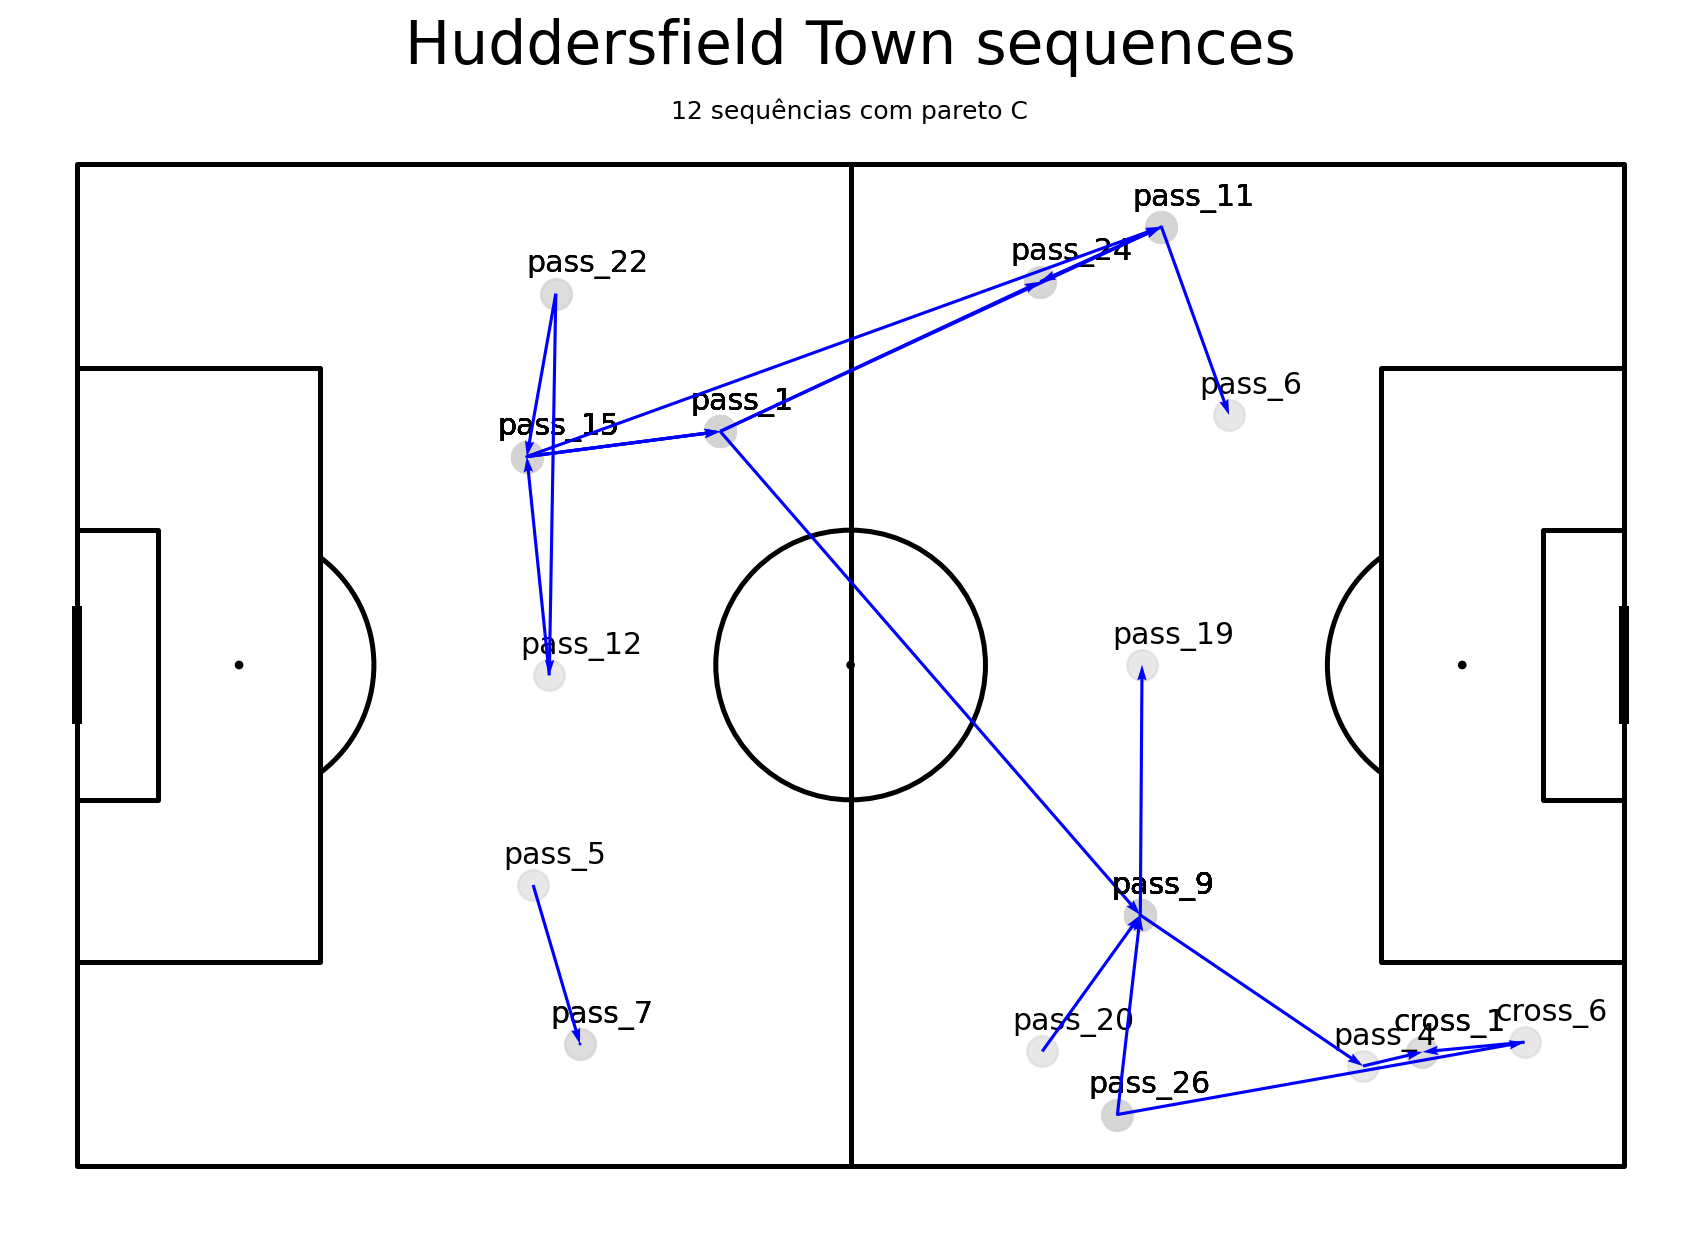 Huddersfield Town sequences
12 sequências com pareto C
pass_11
pass_24
pass_22
pass_6
pass_1
pass_15
pass_19
pass_12
pass_5
pass_9
pass_7
cross_6
pass_20
cross_1
pass_4
pass_26